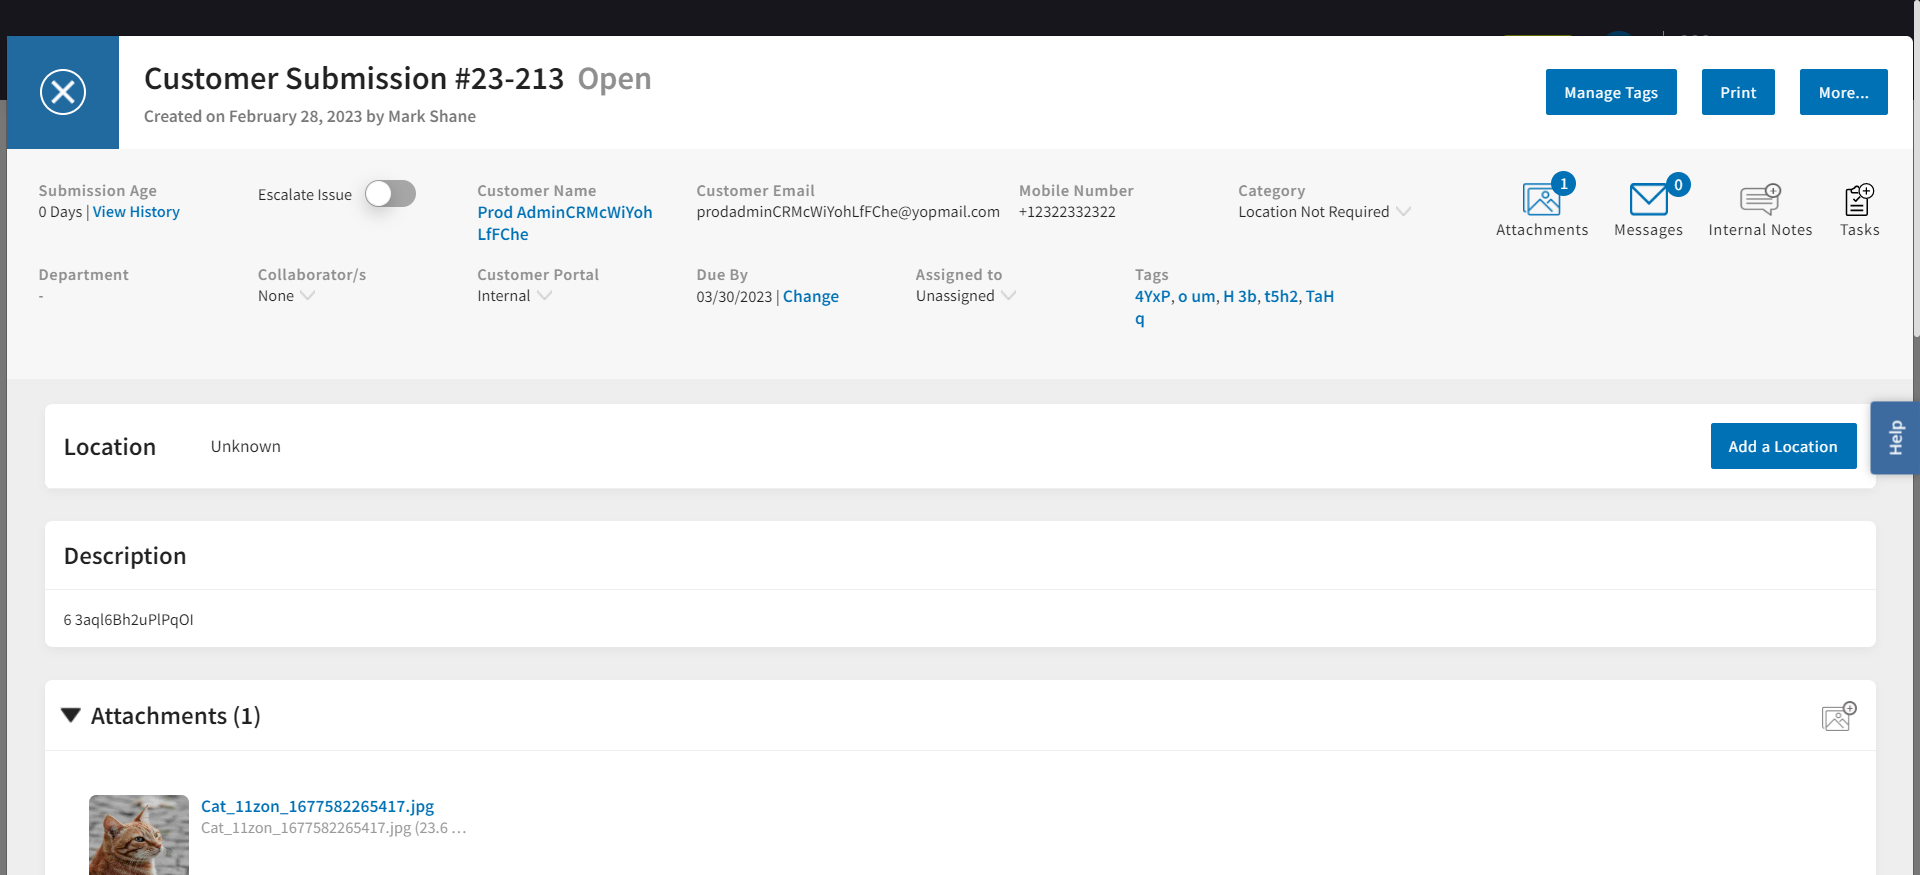 Customer Submission #23-213 Open
Created on February 28, 2023 by Mark Shane
Manage Tags
Print
More...
Submission Age
0 Days | View History
Escalate Issue
Customer Name
Prod AdminCRMcWiYoh
LfFChe
Customer Email
prodadminCRMcWiYohLfFChe@yopmail.com
Mobile Number
+12322332322
Category
Location Not Required
1
Attachments
0
Messages
Internal Notes
Tasks
Department
-
Collaborator/s
None
Customer Portal
Internal
Due By
03/30/2023 | Change
Assigned to
Unassigned
Tags
4YxP, o um, H 3b, t5h2, TaH
q
Location
Unknown
Add a Location
Help
Description
6 3aql6Bh2uPlPqOI
Attachments (1)
Cat_11zon_1677582265417.jpg
Cat_11zon_1677582265417.jpg (23.6 ...